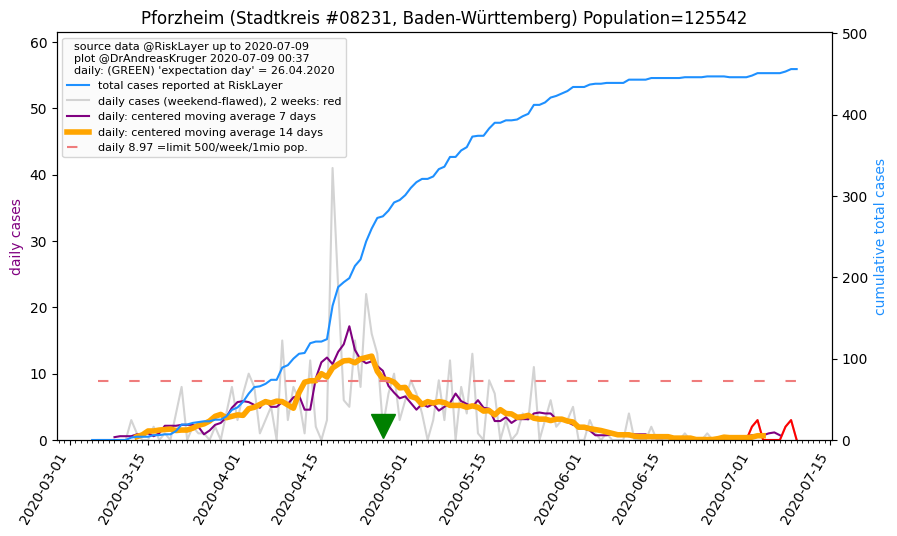 Pforzheim (Stadtkreis #08231, Baden-Württemberg) Population=125542
source data @RiskLayer up to 2020-07-09
plot @DrAndreasKruger 2020-07-09 00:37
daily: (GREEN) 'expectation day' = 26.04.2020
total cases reported at RiskLayer
daily cases (weekend-flawed), 2 weeks: red
daily: centered moving average 7 days
daily: centered moving average 14 days
daily 8.97 =limit 500/week/1mio pop.
daily cases
60
50
40
30
20
10
0
cumulative total cases
500
400
300
200
100
0
2020-03-01
2020-03-15
2020-04-01
2020-04-15
2020-05-01
2020-05-15
2020-06-01
2020-06-15
2020-07-01
2020-07-15